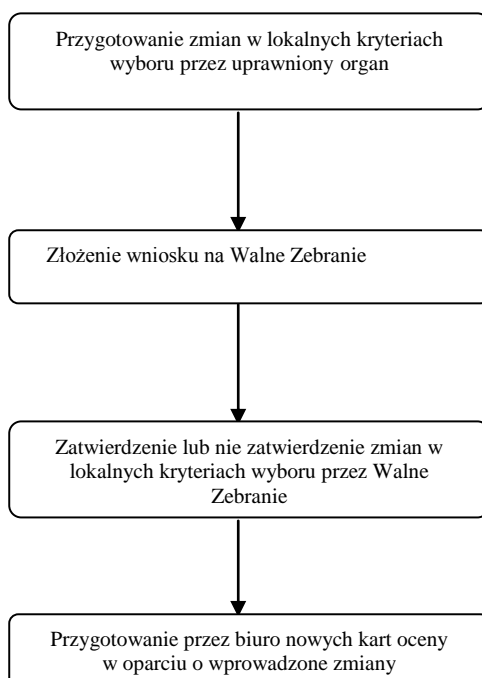 Przygotowanie zmian w lokalnych kryteriach
wyboru przez uprawniony organ
Złożenie wniosku na Walne Zebranie
Zatwierdzenie lub nie zatwierdzenie zmian w
lokalnych kryteriach wyboru przez Walne
Zebranie
Przygotowanie przez biuro nowych kart oceny
w oparciu o wprowadzone zmiany